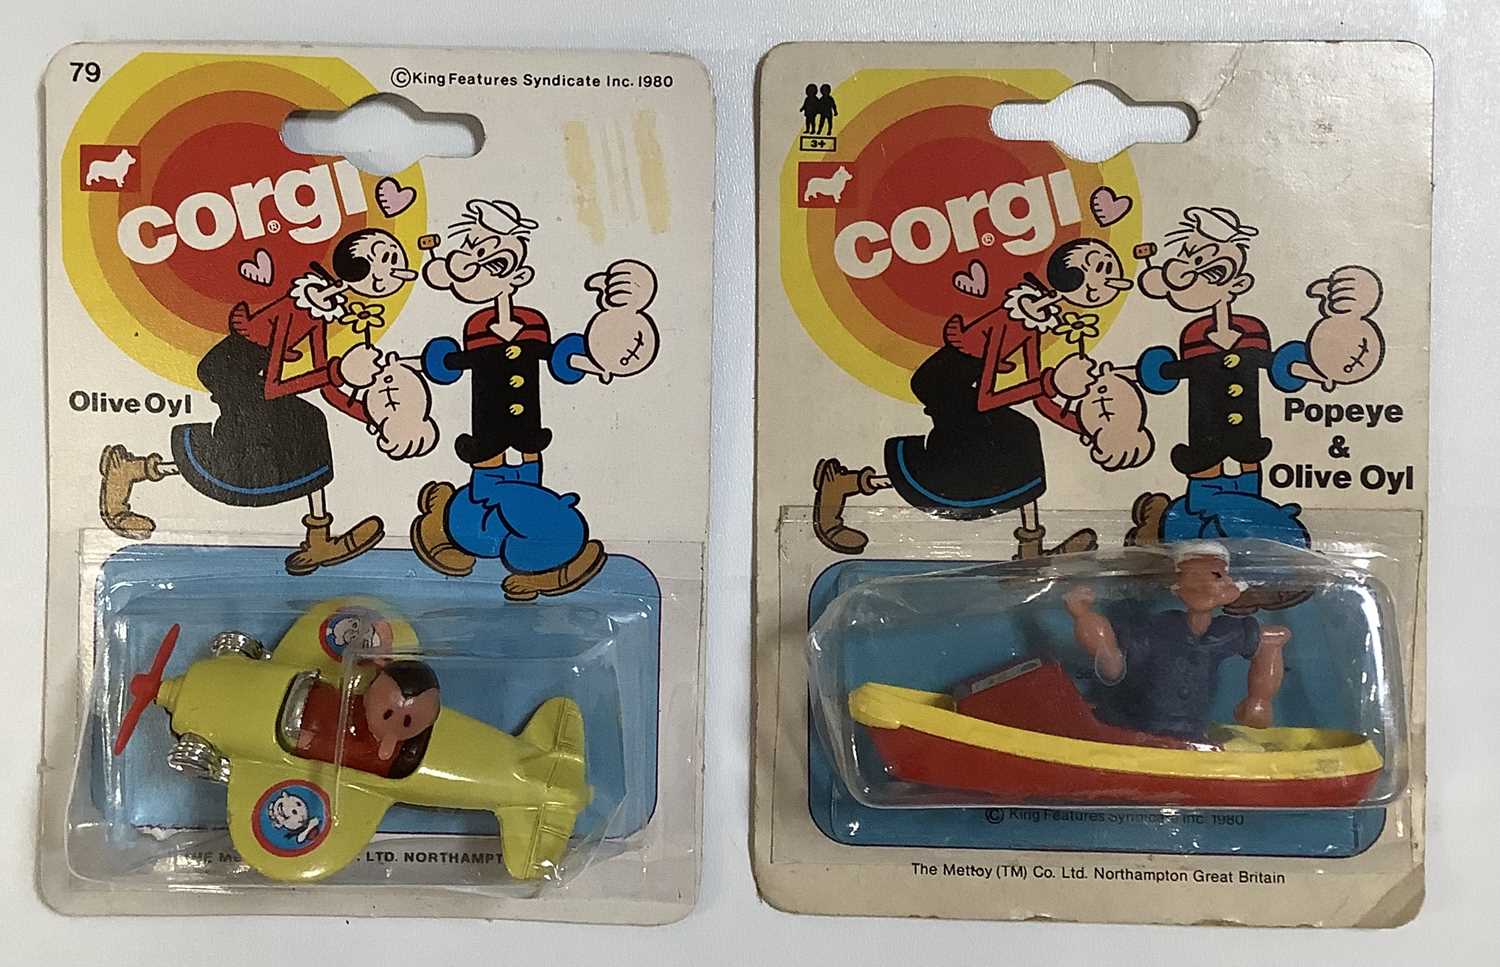 79
©King Features Syndicate Inc. 1980
corgi®
Olive Oyl
LTD. NORTHAMPT
3+
corgi®
Popeye
&
Olive Oyl
© King Features Syndicate Inc 1980
The Mettoy (TM) Co. Ltd. Northampton Great Britain